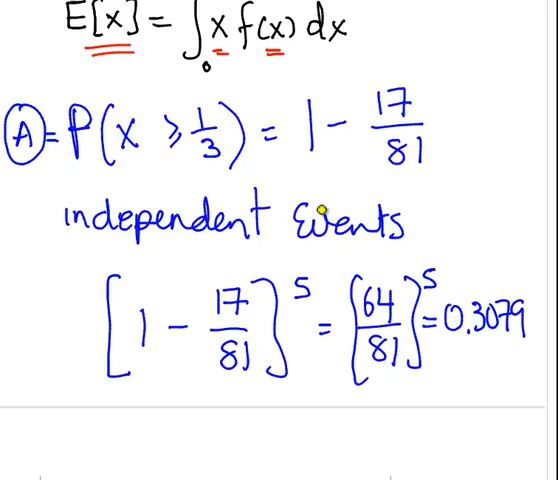 E[x] = ∫₀ x f(x) dx
A = P(x ⩾ 1/3) = 1 - 17/81
independent Events
[1 - 17/81]⁵ = [64/81]⁵ = 0.3079